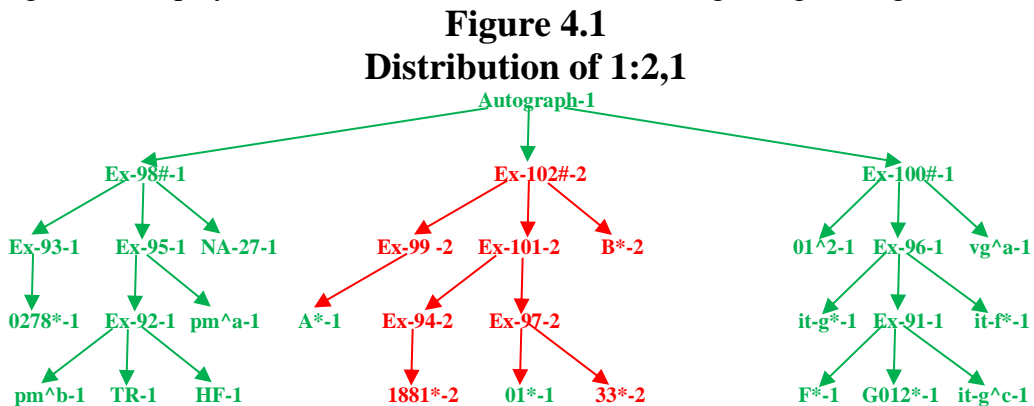 Figure 4.1
Distribution of 1:2,1
Autograph-1
Ex-98#-1 Ex-102#-2 Ex-100#-1
Ex-93-1 Ex-95-1 NA-27-1 Ex-99 -2 Ex-101-2 B*-2 01^2-1 Ex-96-1 vg^a-1
0278*-1 Ex-92-1 pm^a-1 A*-1 Ex-94-2 Ex-97-2 it-g*-1 Ex-91-1 it-f*-1
pm^b-1 TR-1 HF-1 1881*-2 01*-1 33*-2 F*-1 G012*-1 it-g^c-1